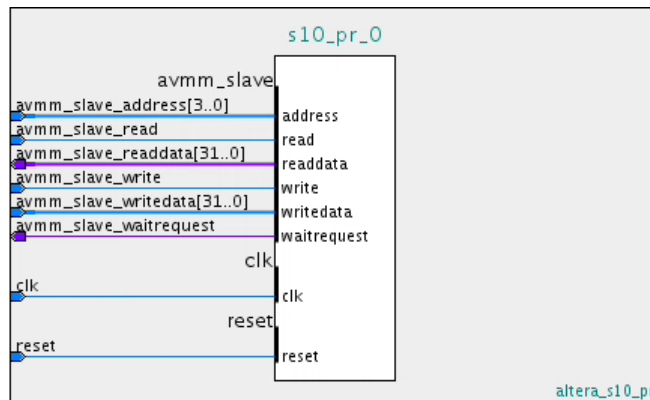 s10_pr_0
avmm_slave
avmm_slave_address[3..0] address
avmm_slave_read read
avmm_slave_readdata[31..0] readdata
avmm_slave_write write
avmm_slave_writedata[31..0] writedata
avmm_slave_waitrequest waitrequest
clk
clk clk
reset
reset reset
altera_s10_p